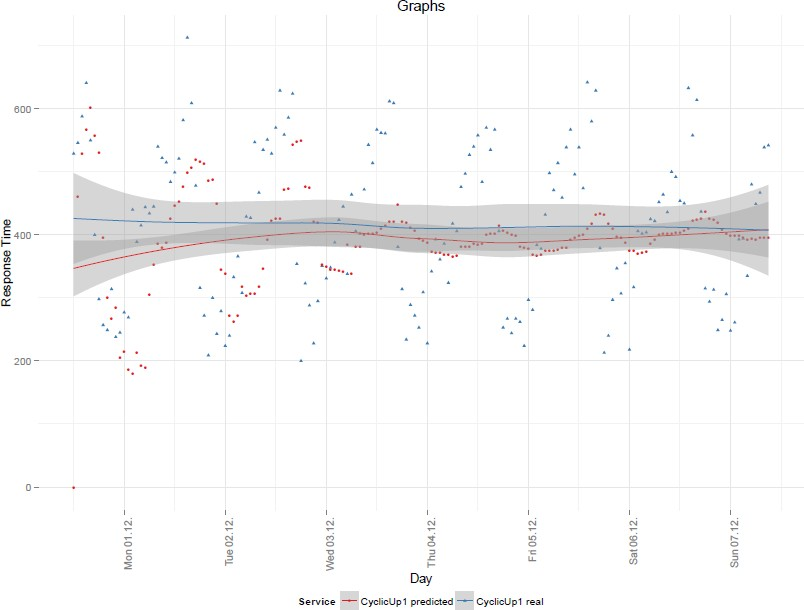 Graphs
Response Time
600
400
200
0
Mon 01.12.
Tue 02.12.
Wed 03.12.
Thu 04.12.
Fri 05.12.
Sat 06.12.
Sun 07.12.
Day
Service CyclicUp1 predicted CyclicUp1 real